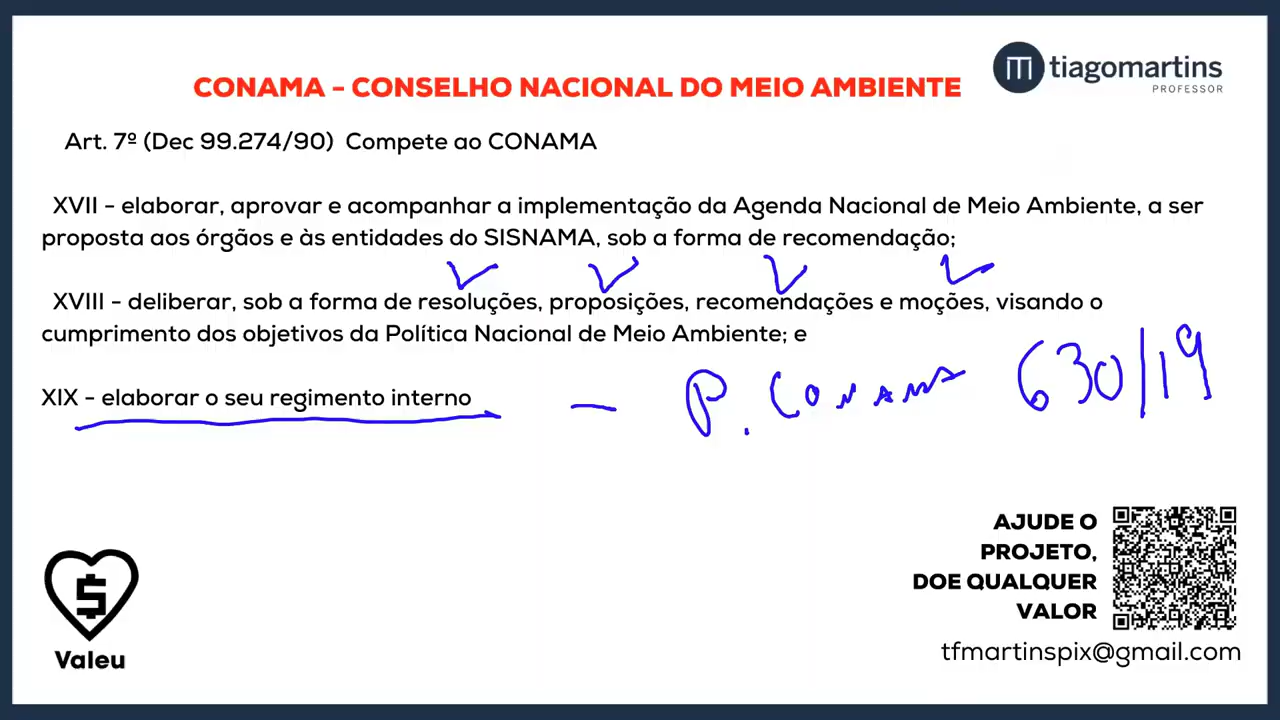 CONAMA - CONSELHO NACIONAL DO MEIO AMBIENTE
tiagomartins
PROFESSOR
Art. 7º (Dec 99.274/90) Compete ao CONAMA
XVII - elaborar, aprovar e acompanhar a implementação da Agenda Nacional de Meio Ambiente, a ser
proposta aos órgãos e às entidades do SISNAMA, sob a forma de recomendação;
XVIII - deliberar, sob a forma de resoluções, proposições, recomendações e moções, visando o
cumprimento dos objetivos da Política Nacional de Meio Ambiente; e
XIX - elaborar o seu regimento interno - P. CONAMA 630/19
AJUDE O
PROJETO,
DOE QUALQUER
VALOR
tfmartinspix@gmail.com
$
Valeu